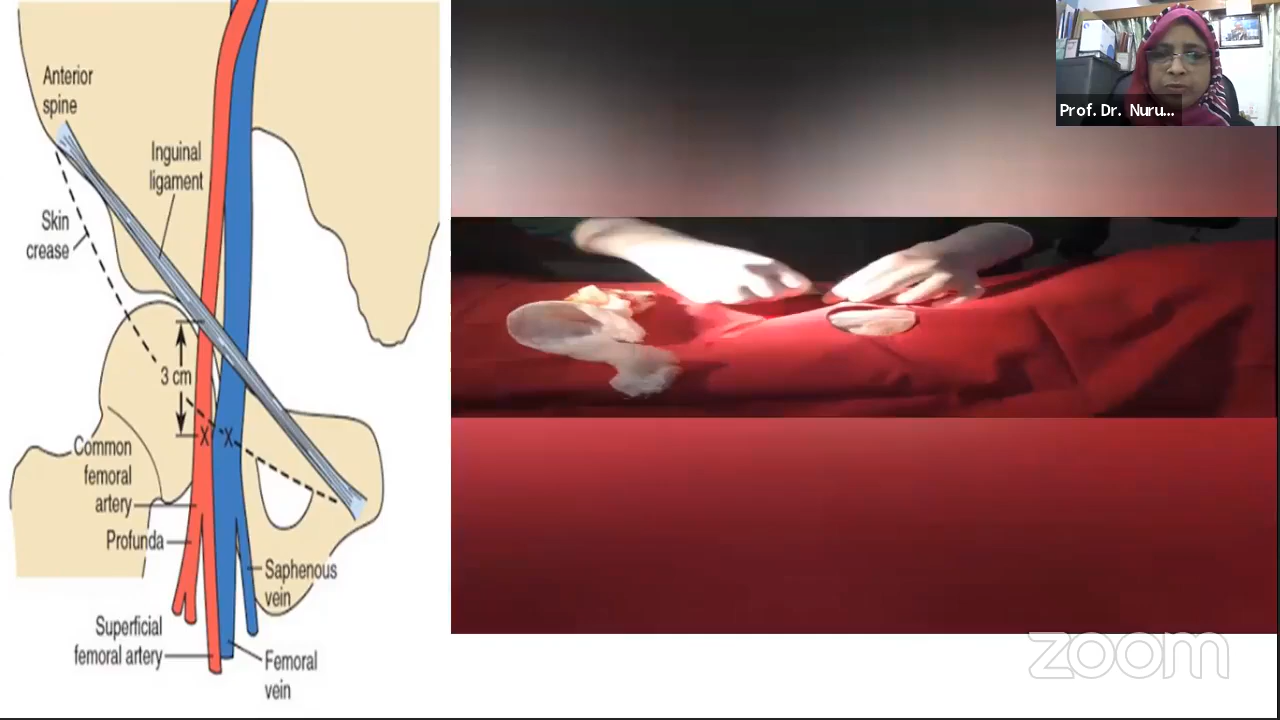 Anterior
spine
Inguinal
ligament
Skin
crease
3 cm
X X
Common
femoral
artery
Profunda
Saphenous
vein
Superficial
femoral artery
Femoral
vein
Prof. Dr. Nuru...
zoom